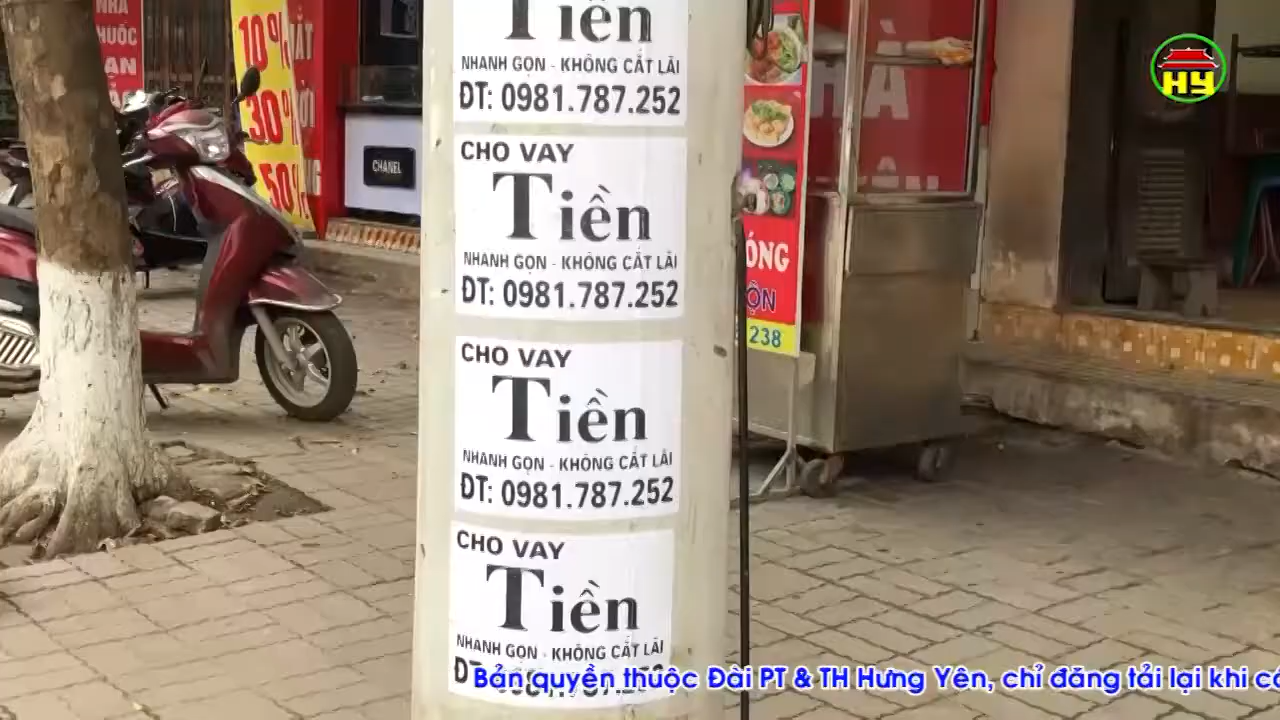 Tiền
NHANH GỌN - KHÔNG CẮT LÃI
ĐT: 0981.787.252
CHO VAY
Tiền
NHANH GỌN - KHÔNG CẮT LÃI
ĐT: 0981.787.252
CHO VAY
Tiền
NHANH GỌN - KHÔNG CẮT LÃI
ĐT: 0981.787.252
CHO VAY
Tiền
NHANH GỌN - KHÔNG CẮT LÃI
Bản quyền thuộc Đài PT & TH Hưng Yên, chỉ đăng tải lại khi
HY
NHÀ
10%
30%
50%
CHANEL
HÀ
238